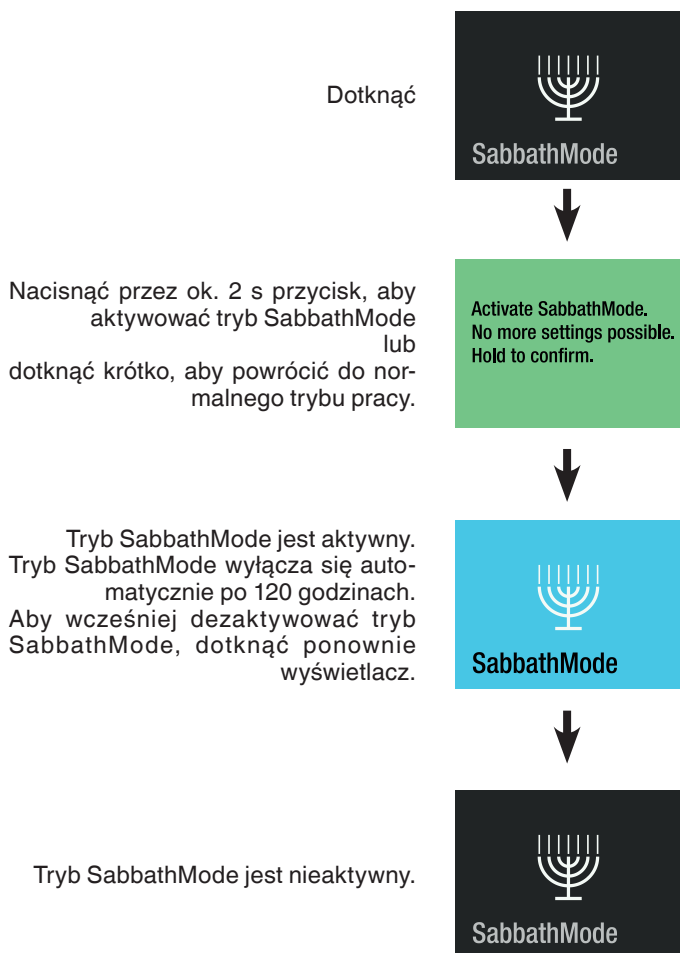 Dotknąć
SabbathMode
Nacisnąć przez ok. 2 s przycisk, aby
aktywować tryb SabbathMode
lub
dotknąć krótko, aby powrócić do nor-
malnego trybu pracy.
Activate SabbathMode.
No more settings possible.
Hold to confirm.
Tryb SabbathMode jest aktywny.
Tryb SabbathMode wyłącza się auto-
matycznie po 120 godzinach.
Aby wcześniej dezaktywować tryb
SabbathMode, dotknąć ponownie
wyświetlacz.
SabbathMode
Tryb SabbathMode jest nieaktywny.
SabbathMode